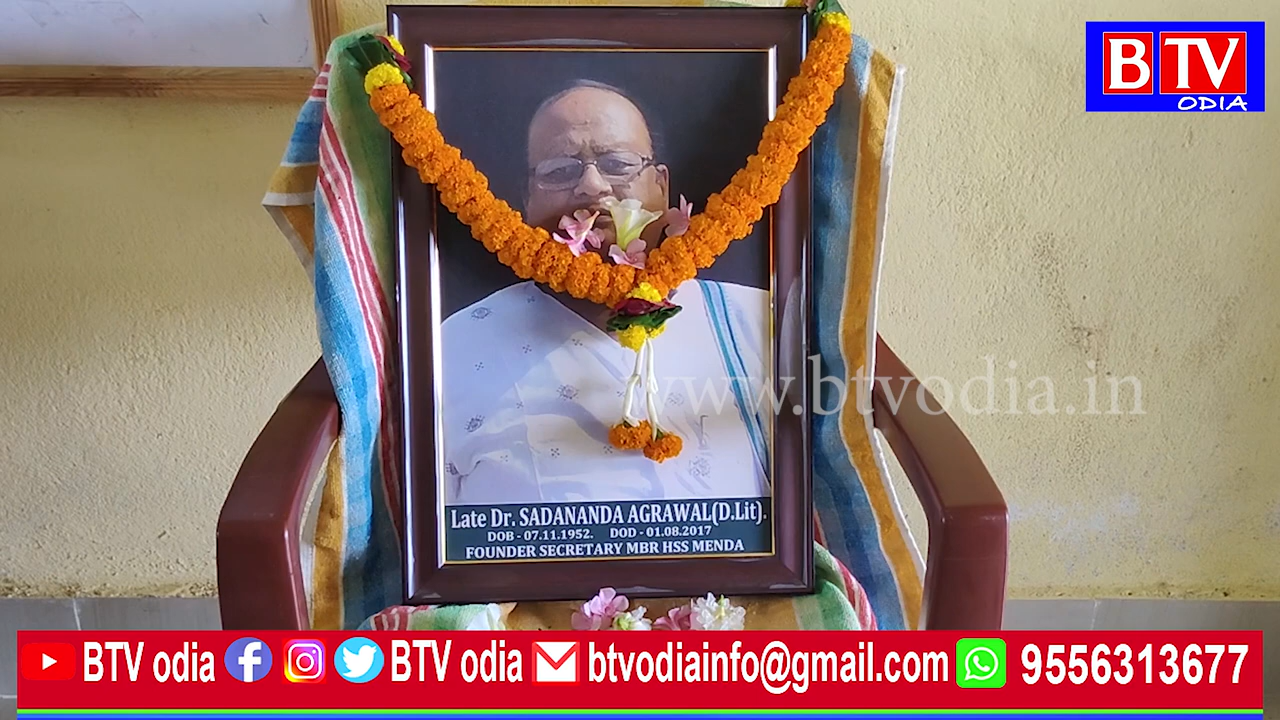 BTV
ODIA
www.btvodia.in
Late Dr. SADANANDA AGRAWAL(D.Lit).
DOB - 07.11.1952. DOD - 01.08.2017
FOUNDER SECRETARY MBR HSS MENDA
BTV odia BTV odia btvodiainfo@gmail.com 9556313677